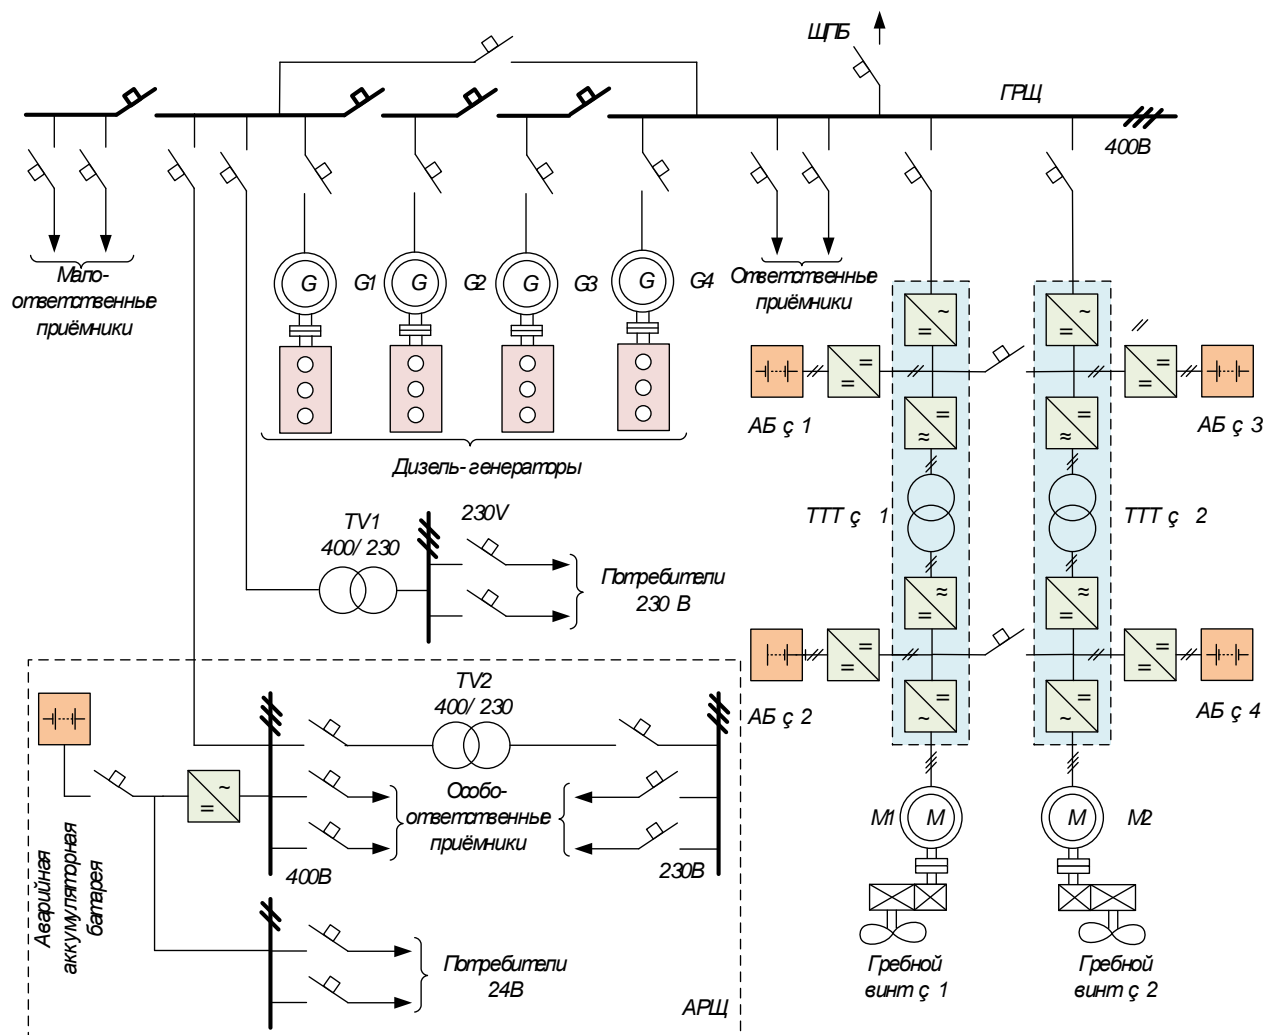 ЩПБ
ГРЩ
400В
Мало-
ответственные
приёмники
G
G1
G
G2
G
G3
G
G4
Ответственные
приёмники
~
=
~
=
АБ ç 1
=
=
=
=
АБ ç 3
=
≈
=
≈
Дизель-генераторы
ТТТ ç 1
ТТТ ç 2
230V
TV1
400/230
Потребители
230 В
≈
=
≈
=
АБ ç 2
=
=
=
=
АБ ç 4
=
~
=
~
TV2
400/230
~
=
Особо-
ответственные
приёмники
400В
230В
M1
M
M
M2
Аварийная
аккумуляторная
батарея
Потребители
24В
АРЩ
Гребной
винт ç 1
Гребной
винт ç 2